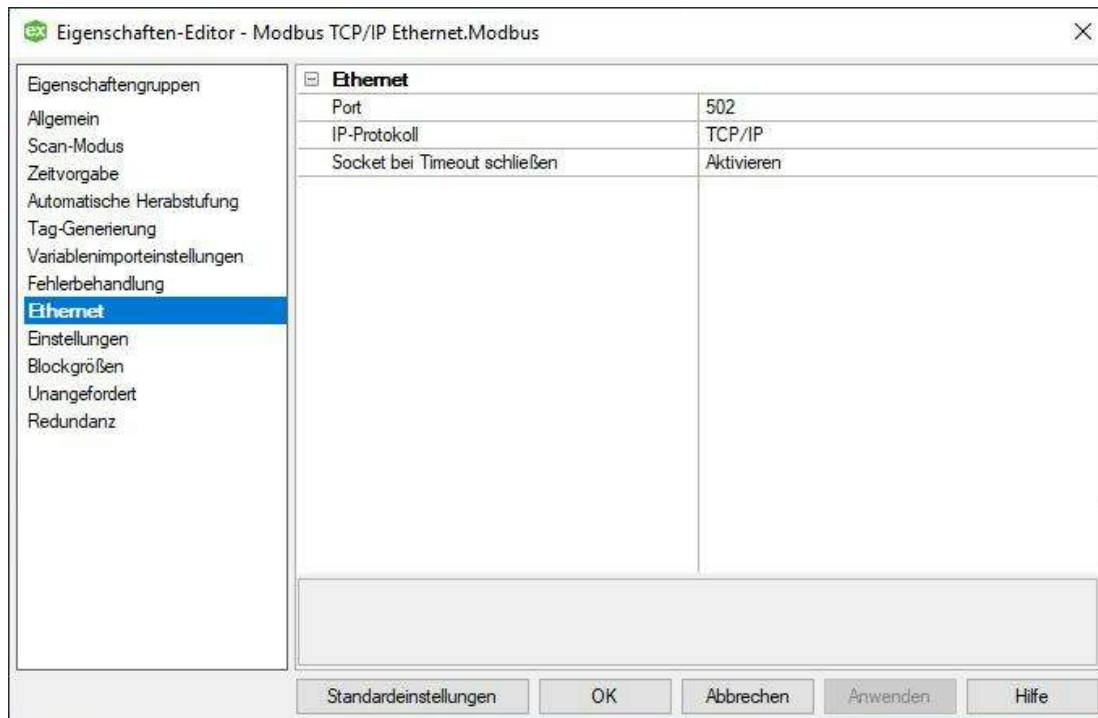 ex Eigenschaften-Editor - Modbus TCP/IP Ethernet.Modbus
Eigenschaftengruppen
Allgemein
Scan-Modus
Zeitvorgabe
Automatische Herabstufung
Tag-Generierung
Variablenimporteinstellungen
Fehlerbehandlung
Ethernet
Einstellungen
Blockgrößen
Unangefordert
Redundanz
Ethernet
Port 502
IP-Protokoll TCP/IP
Socket bei Timeout schließen Aktivieren
Standardeinstellungen OK Abbrechen Anwenden Hilfe